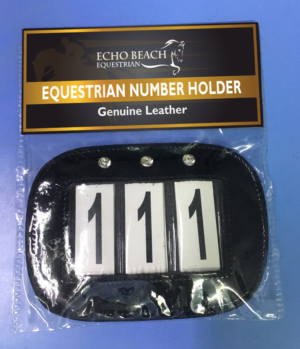 ECHO BEACH
EQUESTRIAN
EQUESTRIAN NUMBER HOLDER
Genuine Leather
1 1 1